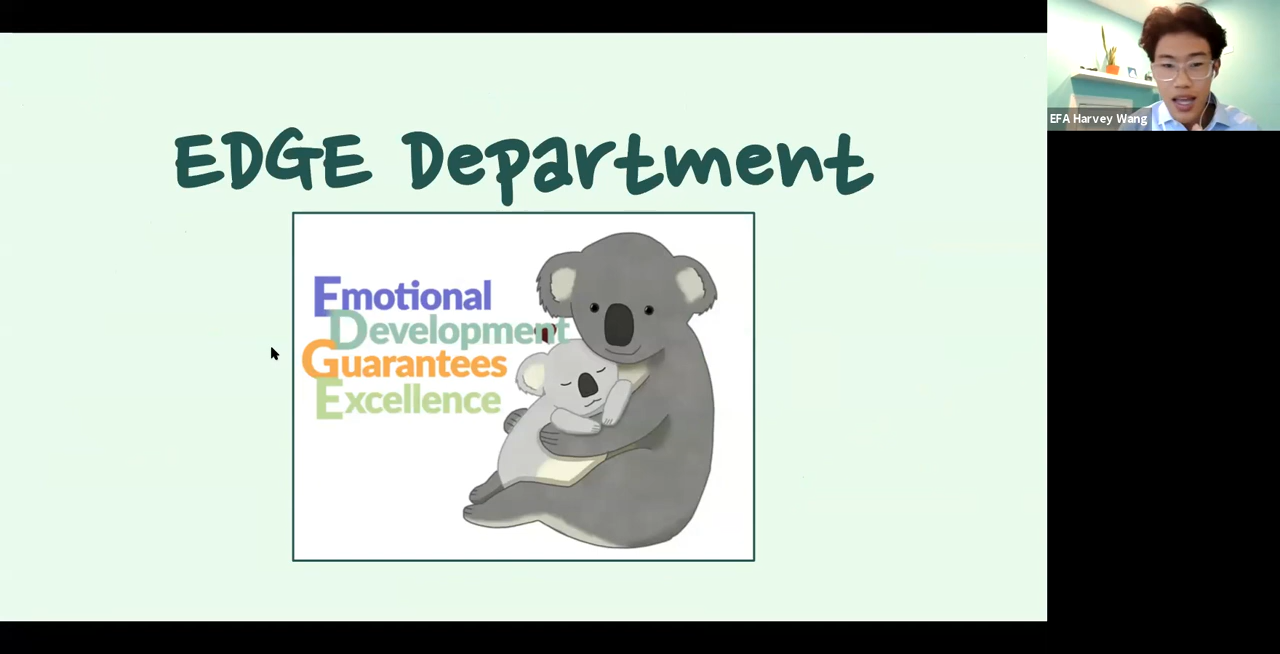 EDGE Department
Emotional
Development
Guarantees
Excellence
EFA Harvey Wang